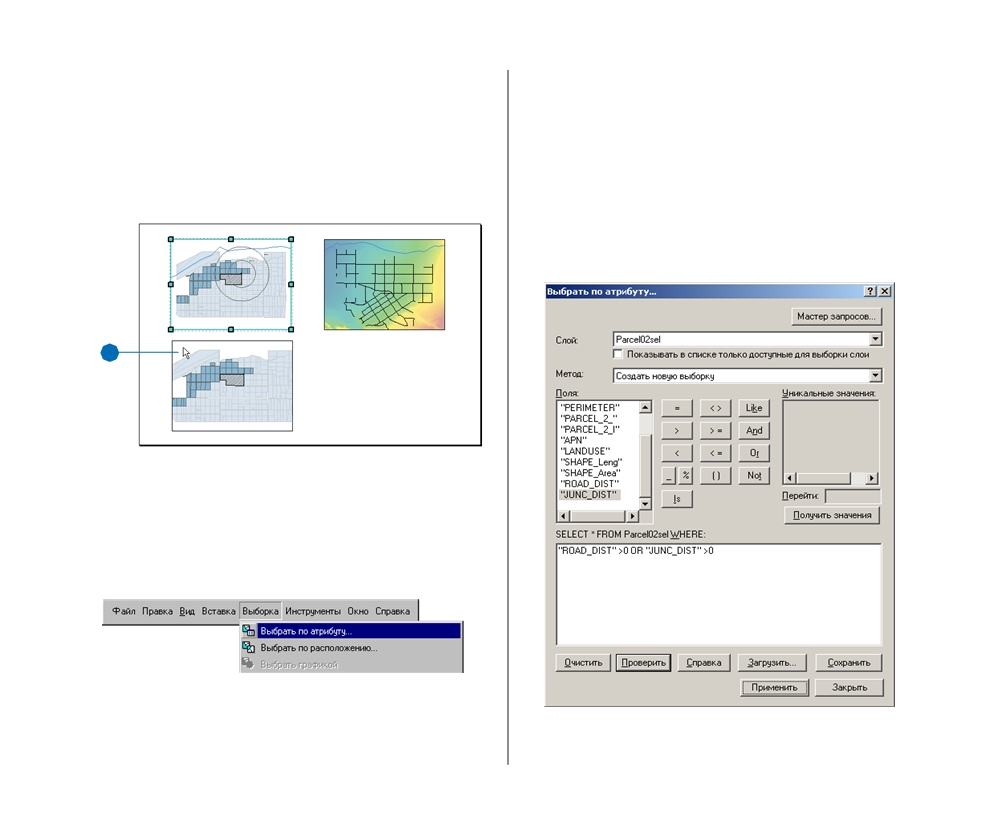 Файл Правка Вид Вставка Выборка Инструменты Окно Справка
Выбрать по атрибуту...
Выбрать по расположению...
Выбрать графикой
Выбрать по атрибуту...
Мастер запросов...
Слой: Parcel02sel
Показывать в списке только доступные для выборки слои
Метод: Создать новую выборку
Поля:
"PERIMETER"
"PARCEL_2_"
"PARCEL_2_I"
"APN"
"LANDUSE"
"SHAPE_Leng"
"SHAPE_Area"
"ROAD_DIST"
"JUNC_DIST"
= < > Like
> > = And
< < = Or
_ % ( ) Not
Is
Уникальные значения:
Перейти:
Получить значения
SELECT * FROM Parcel02sel WHERE:
"ROAD_DIST" >0 OR "JUNC_DIST" >0
Очистить Проверить Справка Загрузить... Сохранить
Применить Закрыть